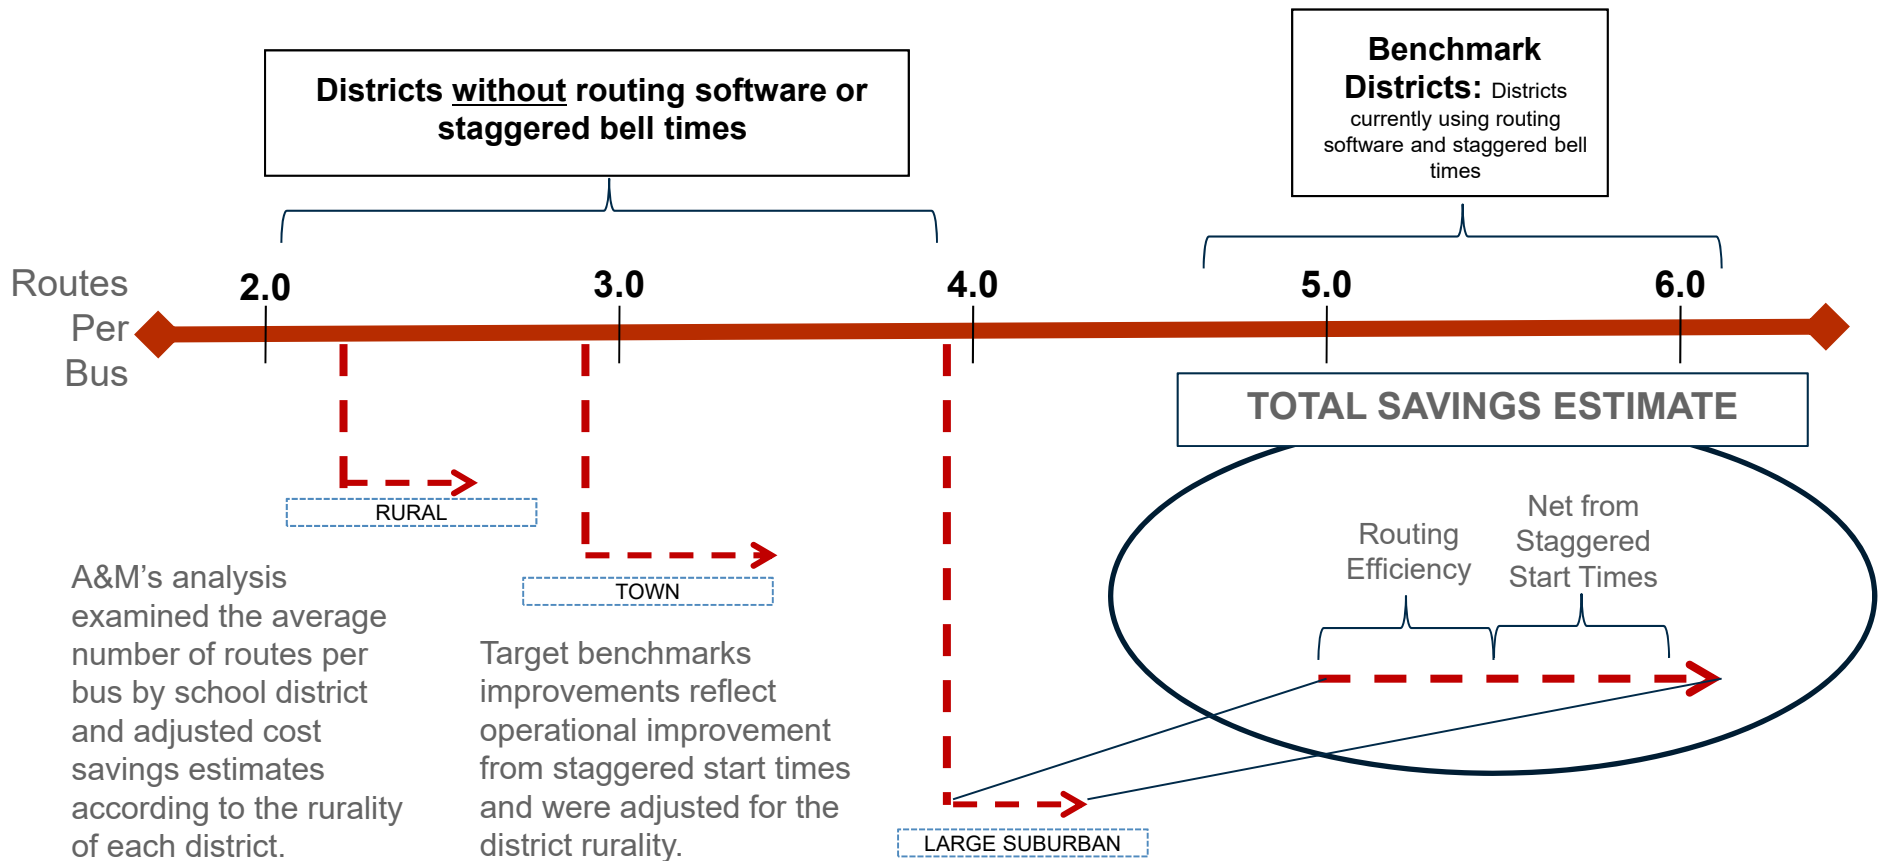 Districts without routing software or
staggered bell times
Benchmark
Districts: Districts
currently using routing
software and staggered bell
times
Routes
Per
Bus
2.0
3.0
4.0
5.0
6.0
TOTAL SAVINGS ESTIMATE
RURAL
TOWN
LARGE SUBURBAN
Routing
Efficiency
Net from
Staggered
Start Times
A&M’s analysis
examined the average
number of routes per
bus by school district
and adjusted cost
savings estimates
according to the rurality
of each district.
Target benchmarks
improvements reflect
operational improvement
from staggered start times
and were adjusted for the
district rurality.